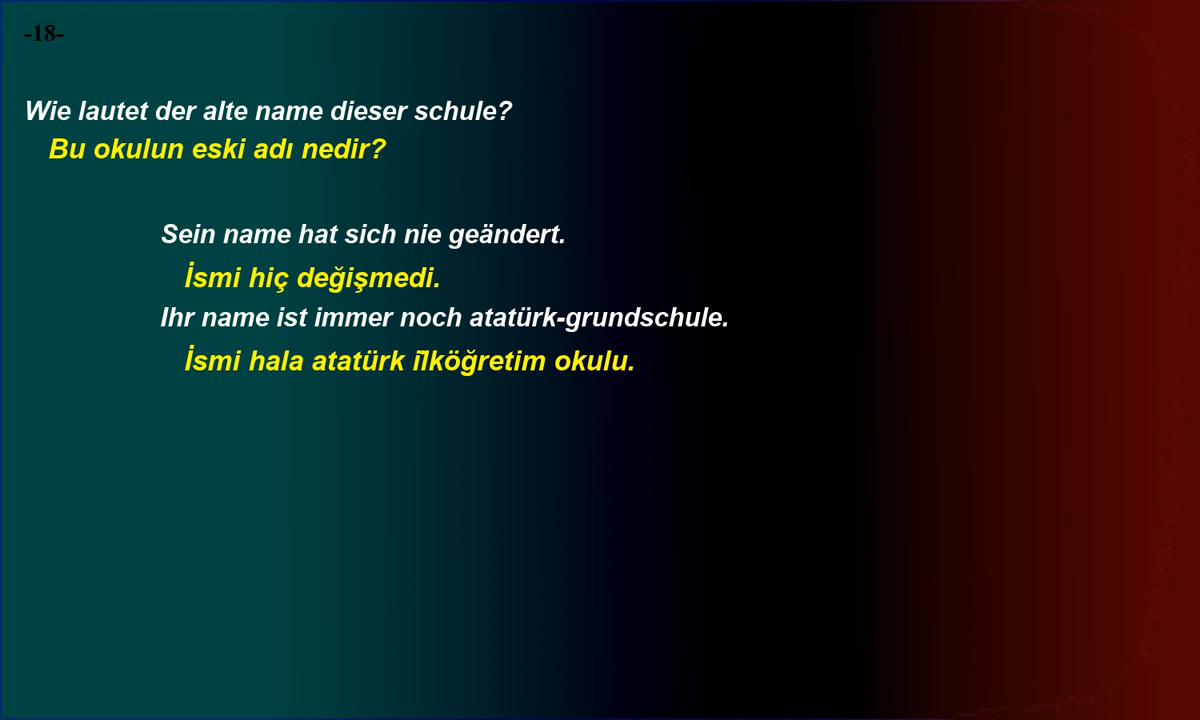 -18-
Wie lautet der alte name dieser schule?
Bu okulun eski adı nedir?
Sein name hat sich nie geändert.
İsmi hiç değişmedi.
Ihr name ist immer noch atatürk-grundschule.
İsmi hala atatürk i̇lköğretim okulu.